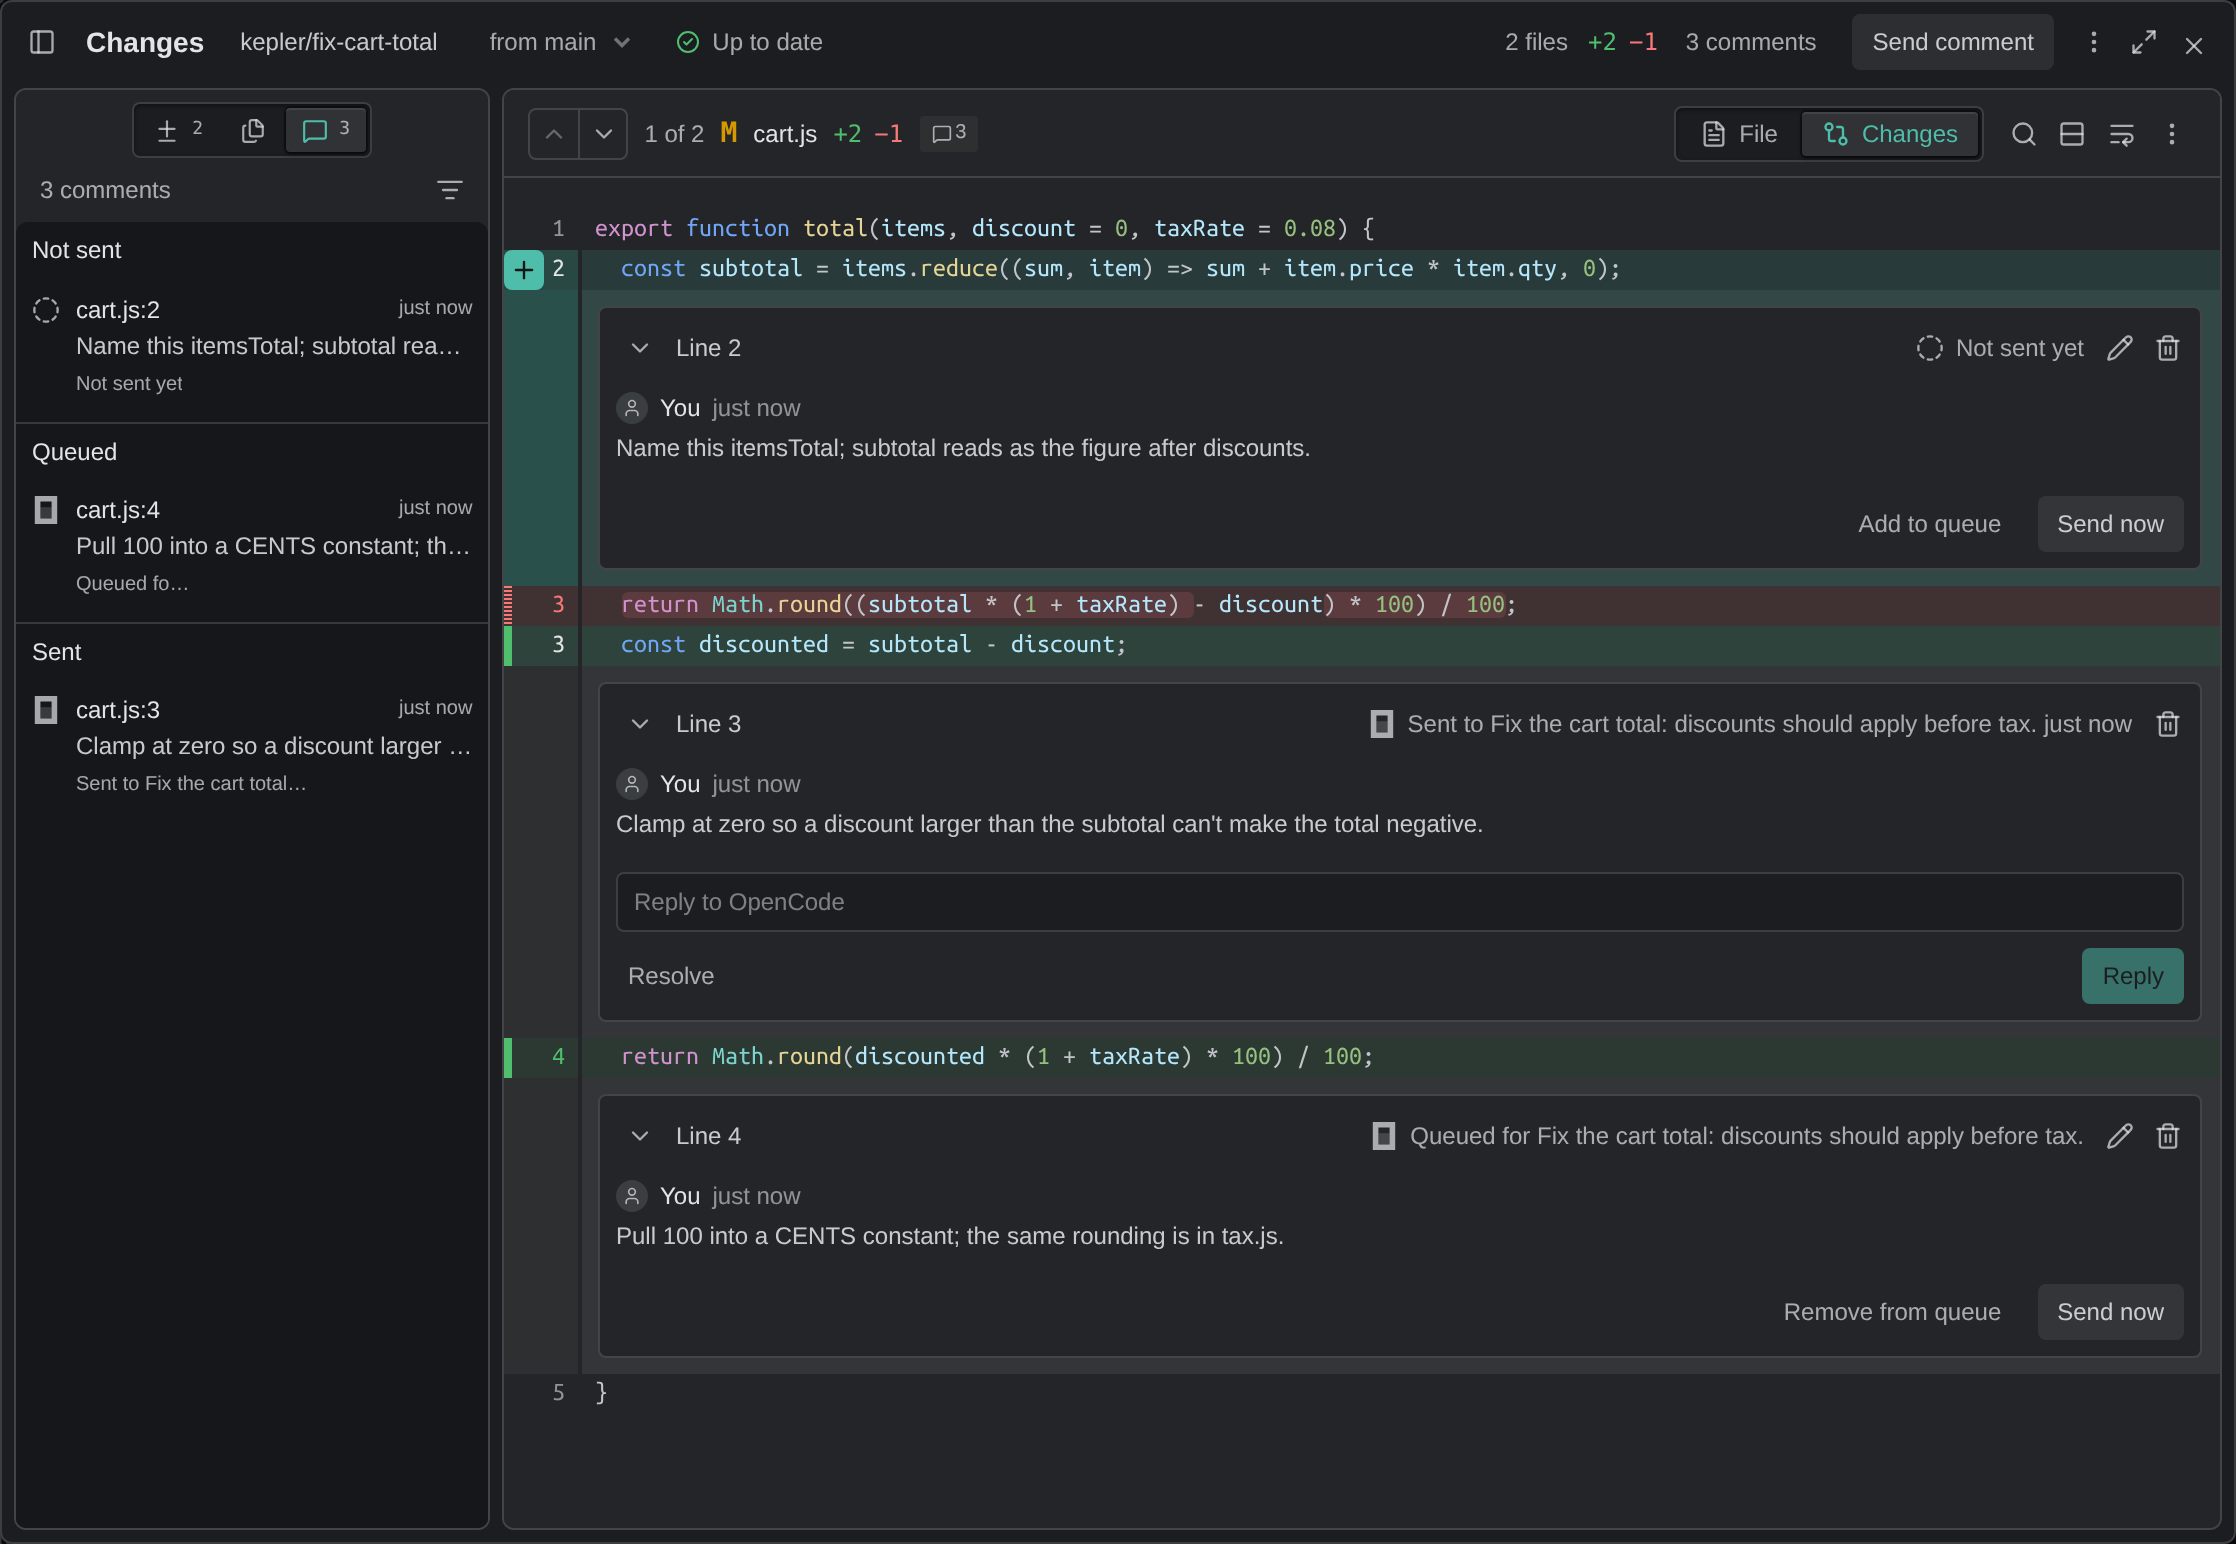 Changes kepler/fix-cart-total from main Up to date 2 files +2 −1 3 comments Send comment
2 3
3 comments
Not sent
cart.js:2 just now
Name this itemsTotal; subtotal rea…
Not sent yet
Queued
cart.js:4 just now
Pull 100 into a CENTS constant; th…
Queued fo…
Sent
cart.js:3 just now
Clamp at zero so a discount larger …
Sent to Fix the cart total…
1 of 2 M cart.js +2 −1 3 File Changes
1 export function total(items, discount = 0, taxRate = 0.08) {
2 const subtotal = items.reduce((sum, item) => sum + item.price * item.qty, 0);
Line 2 Not sent yet
You just now
Name this itemsTotal; subtotal reads as the figure after discounts.
Add to queue Send now
3 return Math.round((subtotal * (1 + taxRate) - discount) * 100) / 100;
3 const discounted = subtotal - discount;
Line 3 Sent to Fix the cart total: discounts should apply before tax. just now
You just now
Clamp at zero so a discount larger than the subtotal can't make the total negative.
Reply to OpenCode
Resolve Reply
4 return Math.round(discounted * (1 + taxRate) * 100) / 100;
Line 4 Queued for Fix the cart total: discounts should apply before tax.
You just now
Pull 100 into a CENTS constant; the same rounding is in tax.js.
Remove from queue Send now
5 }